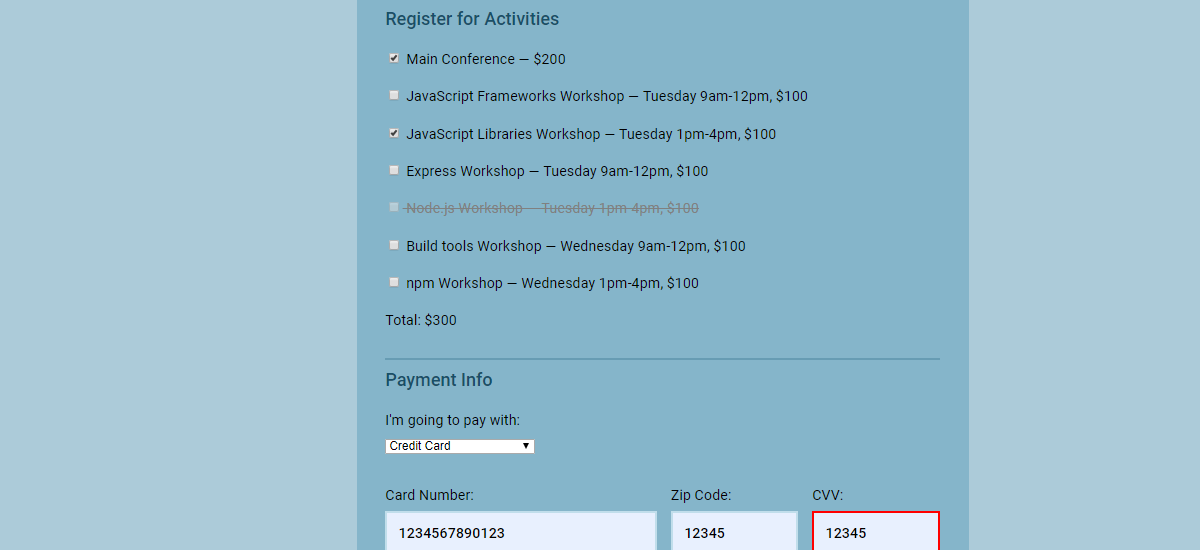 Register for Activities
Main Conference — $200
JavaScript Frameworks Workshop — Tuesday 9am-12pm, $100
JavaScript Libraries Workshop — Tuesday 1pm-4pm, $100
Express Workshop — Tuesday 9am-12pm, $100
Node.js Workshop — Tuesday 1pm-4pm, $100
Build tools Workshop — Wednesday 9am-12pm, $100
npm Workshop — Wednesday 1pm-4pm, $100
Total: $300
Payment Info
I'm going to pay with:
Credit Card
Card Number: Zip Code: CVV:
1234567890123 12345 12345